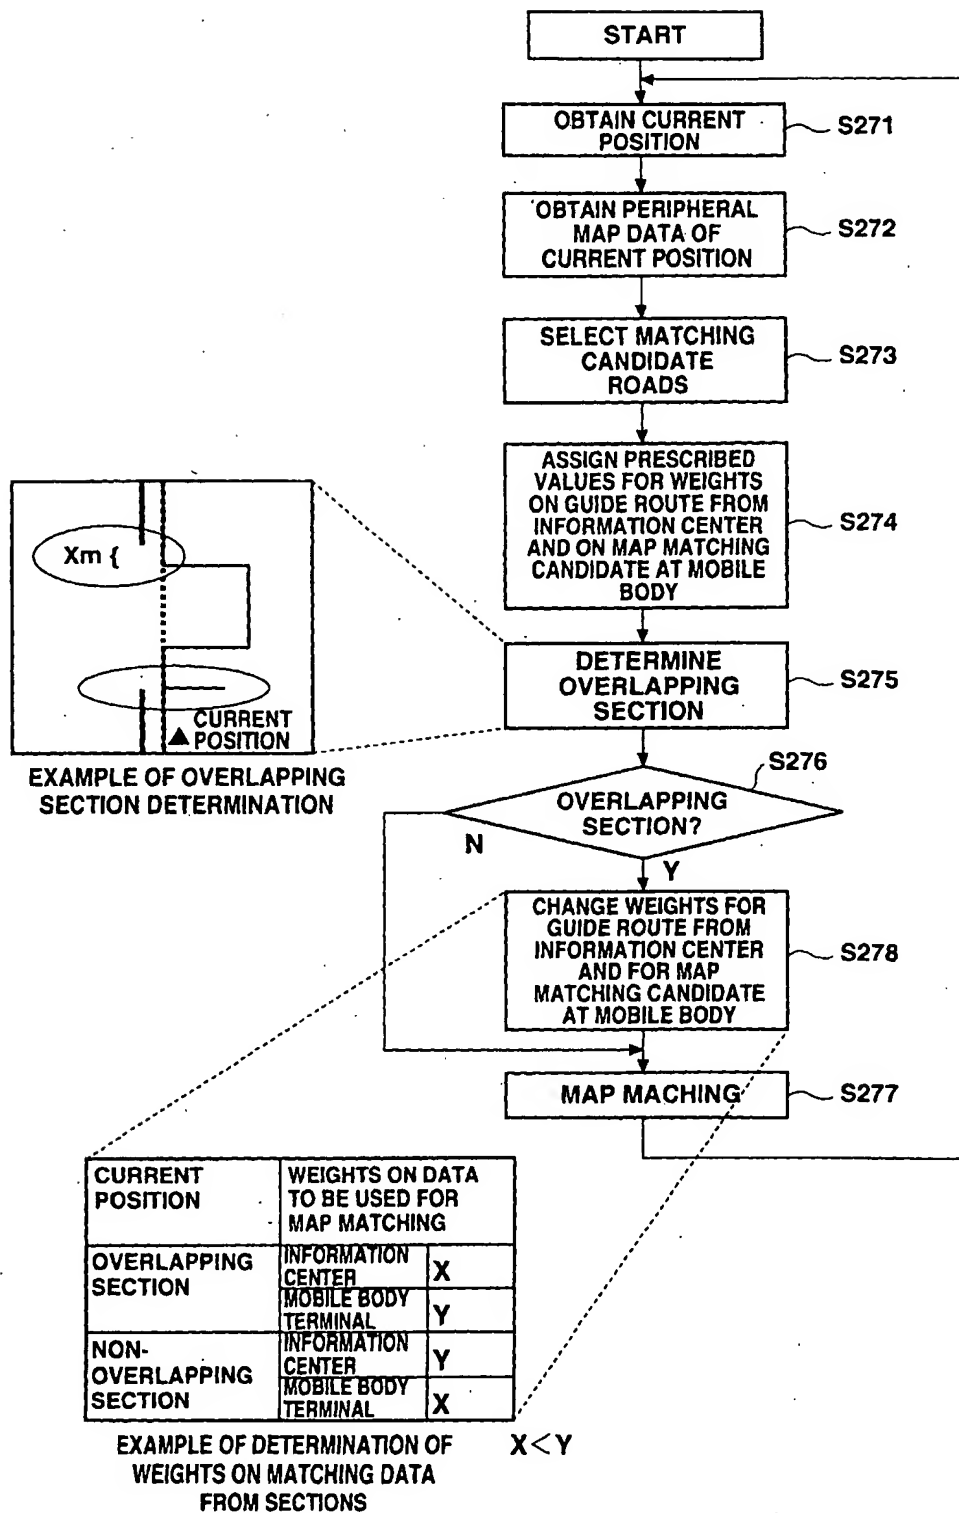 START
OBTAIN CURRENT
POSITION
S271
OBTAIN PERIPHERAL
MAP DATA OF
CURRENT POSITION
S272
SELECT MATCHING
CANDIDATE
ROADS
S273
ASSIGN PRESCRIBED
VALUES FOR WEIGHTS
ON GUIDE ROUTE FROM
INFORMATION CENTER
AND ON MAP MATCHING
CANDIDATE AT MOBILE
BODY
S274
Xm {
CURRENT
POSITION
EXAMPLE OF OVERLAPPING
SECTION DETERMINATION
DETERMINE
OVERLAPPING
SECTION
S275
S276
OVERLAPPING
SECTION?
N
Y
CHANGE WEIGHTS FOR
GUIDE ROUTE FROM
INFORMATION CENTER
AND FOR MAP
MATCHING CANDIDATE
AT MOBILE BODY
S278
MAP MACHING
S277
CURRENT
POSITION
WEIGHTS ON DATA
TO BE USED FOR
MAP MATCHING
OVERLAPPING
SECTION
INFORMATION
CENTER
X
MOBILE BODY
TERMINAL
Y
NON-
OVERLAPPING
SECTION
INFORMATION
CENTER
Y
MOBILE BODY
TERMINAL
X
EXAMPLE OF DETERMINATION OF
WEIGHTS ON MATCHING DATA
FROM SECTIONS
X<Y